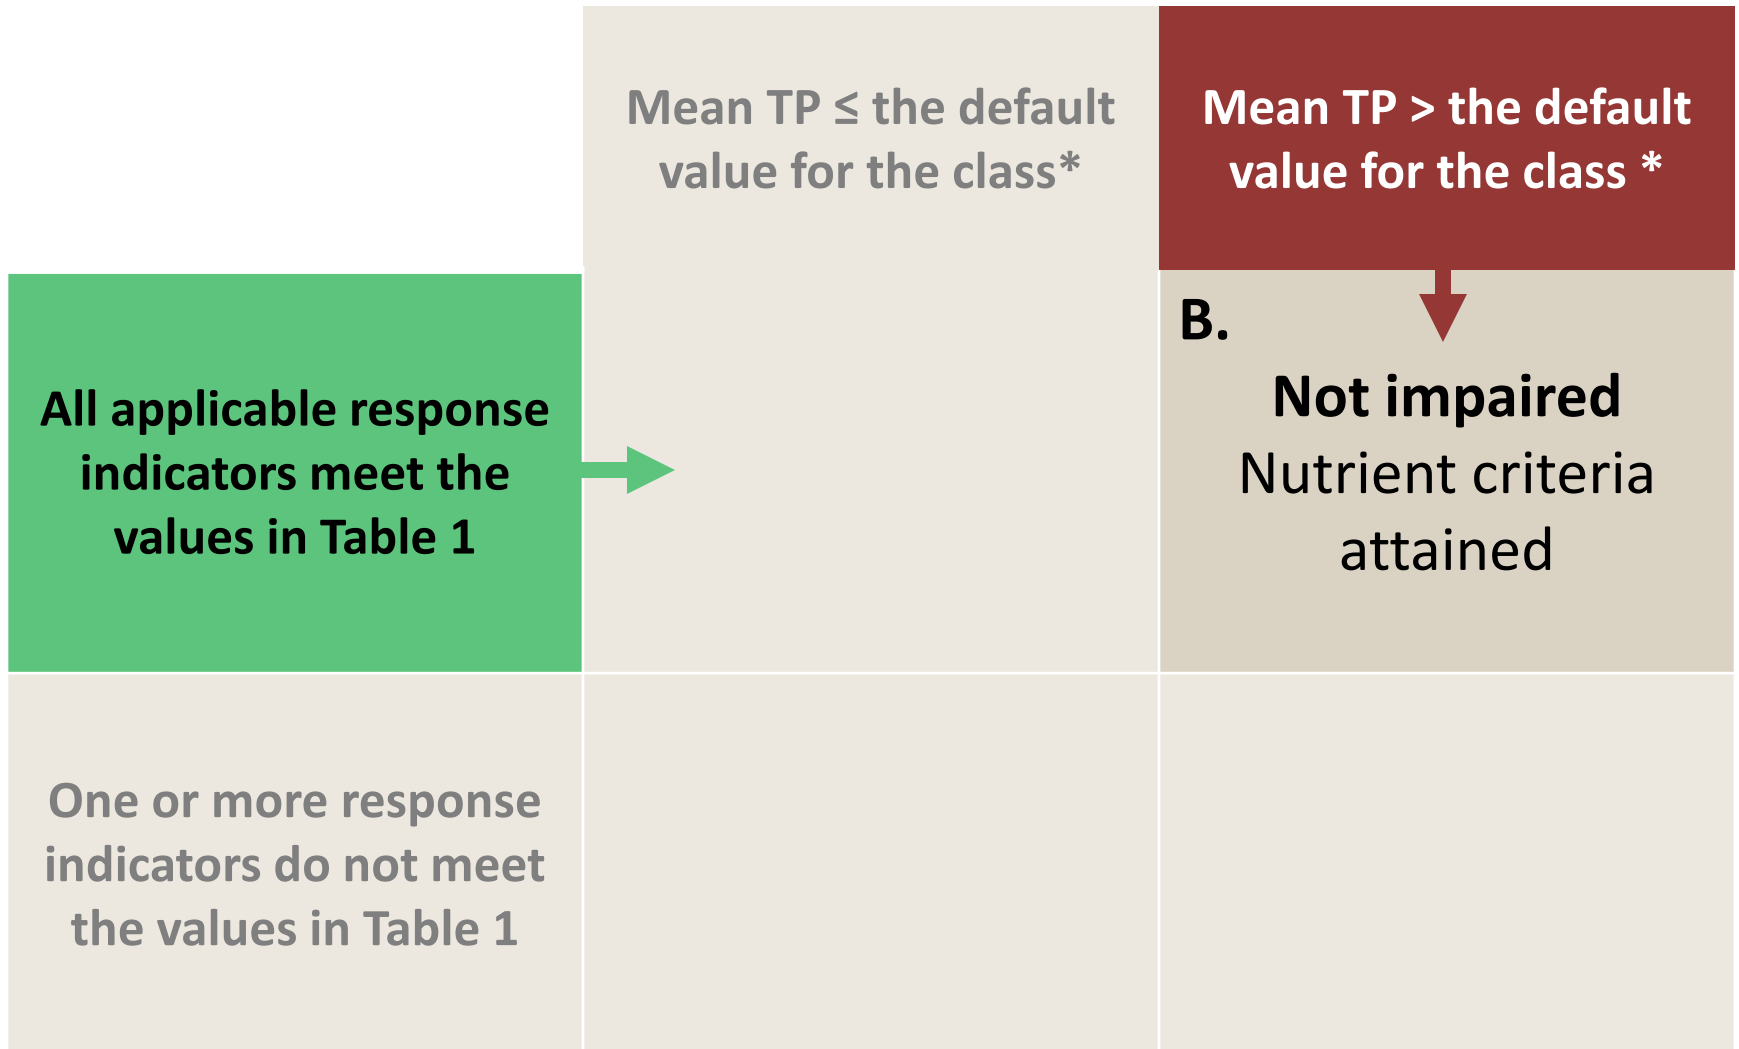 Mean TP ≤ the default
value for the class*
Mean TP > the default
value for the class *
All applicable response
indicators meet the
values in Table 1
B.
Not impaired
Nutrient criteria
attained
One or more response
indicators do not meet
the values in Table 1